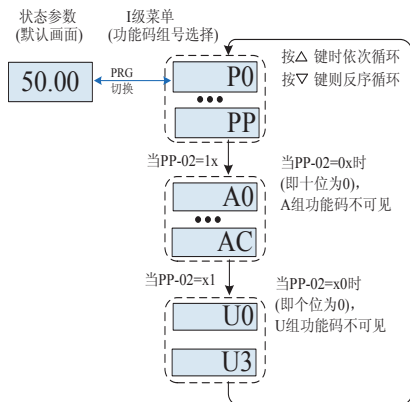 状态参数
(默认画面)
I级菜单
(功能码组号选择)
50.00
PRG
切换
P0
PP
按△ 键时依次循环
按▽ 键则反序循环
当PP-02=1x
当PP-02=0x时
(即十位为0)，
A组功能码不可见
A0
AC
当PP-02=x1
当PP-02=x0时
(即个位为0)，
U组功能码不可见
U0
U3